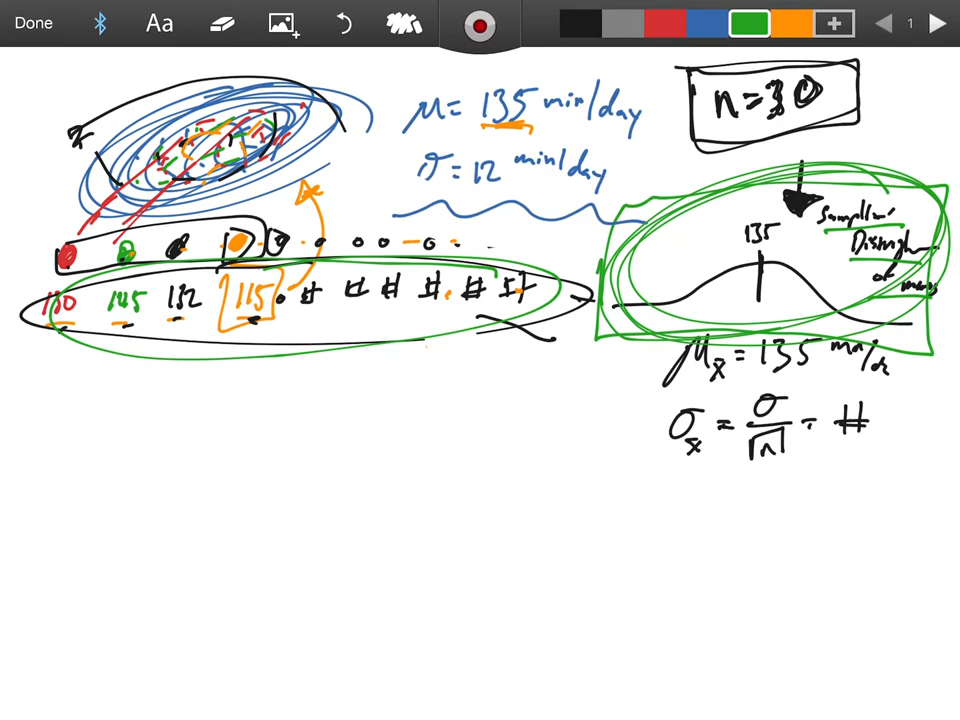 Done
Aa
1
μ = 135 min/day
σ = 12 min/day
n = 30
Sampling
Distribution
of means
135
130 145 132 115 # # # # # #
μx̄ = 135 min/d
σx̄ = σ/√n = #